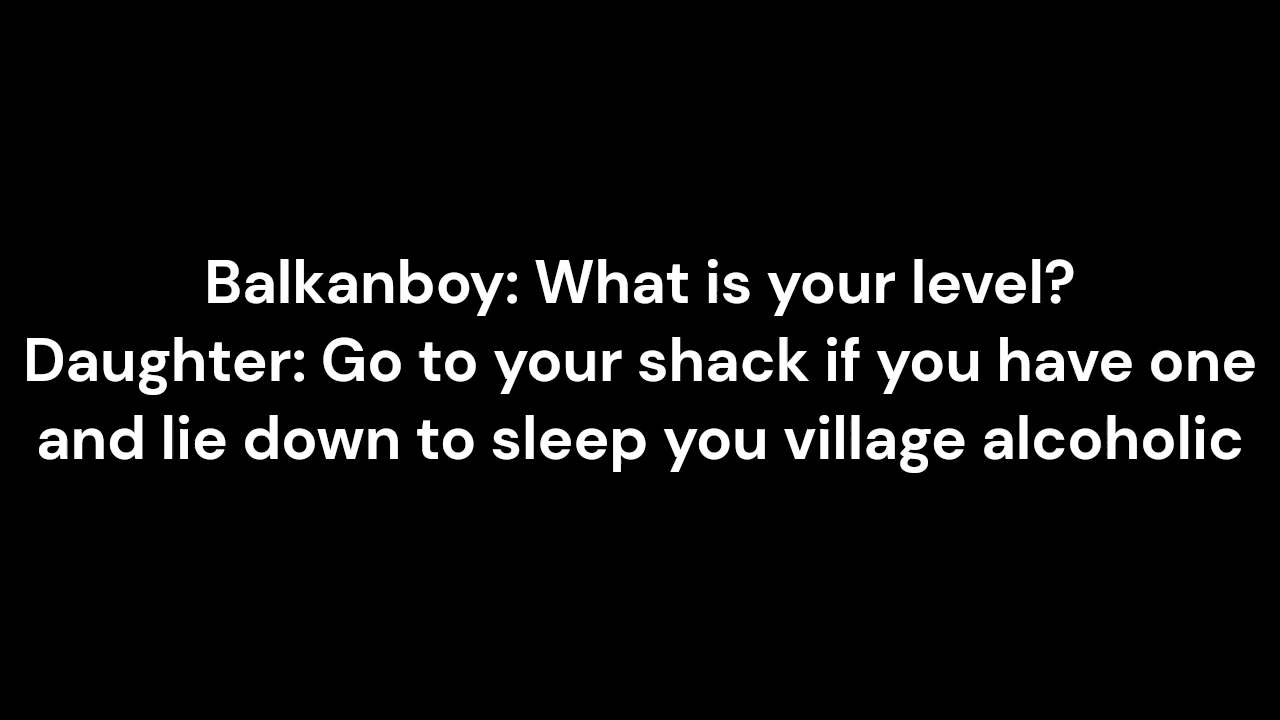 Balkanboy: What is your level?
Daughter: Go to your shack if you have one
and lie down to sleep you village alcoholic